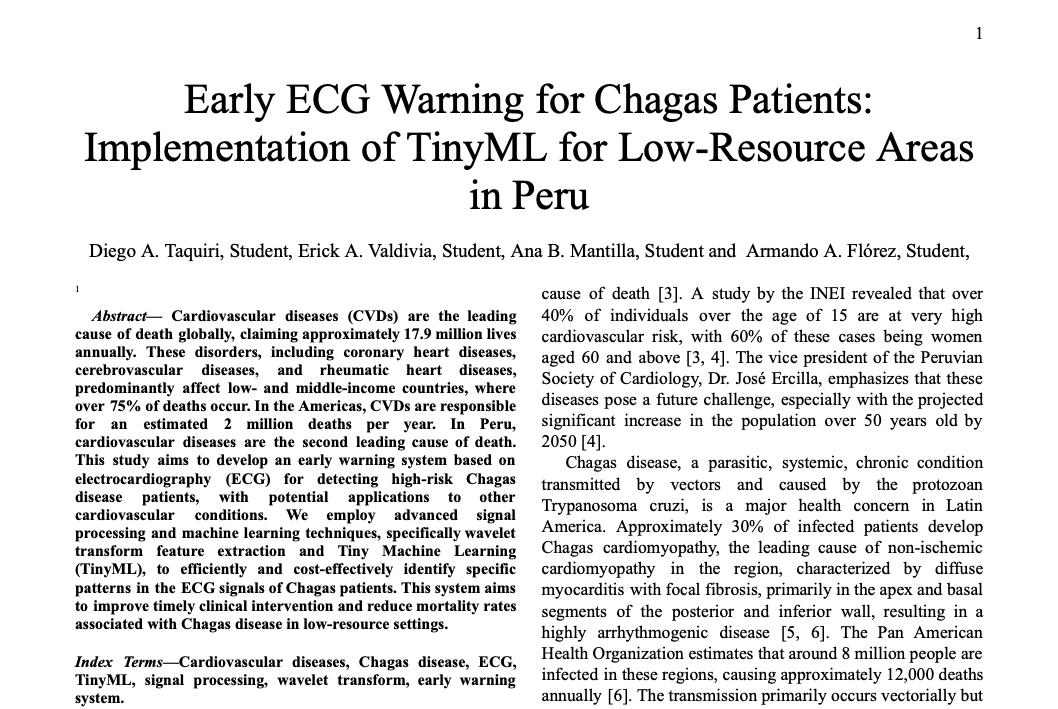 1
Early ECG Warning for Chagas Patients:
Implementation of TinyML for Low-Resource Areas
in Peru
Diego A. Taquiri, Student, Erick A. Valdivia, Student, Ana B. Mantilla, Student and Armando A. Flórez, Student,
1
Abstract— Cardiovascular diseases (CVDs) are the leading
cause of death globally, claiming approximately 17.9 million lives
annually. These disorders, including coronary heart diseases,
cerebrovascular diseases, and rheumatic heart diseases,
predominantly affect low- and middle-income countries, where
over 75% of deaths occur. In the Americas, CVDs are responsible
for an estimated 2 million deaths per year. In Peru,
cardiovascular diseases are the second leading cause of death.
This study aims to develop an early warning system based on
electrocardiography (ECG) for detecting high-risk Chagas
disease patients, with potential applications to other
cardiovascular conditions. We employ advanced signal
processing and machine learning techniques, specifically wavelet
transform feature extraction and Tiny Machine Learning
(TinyML), to efficiently and cost-effectively identify specific
patterns in the ECG signals of Chagas patients. This system aims
to improve timely clinical intervention and reduce mortality rates
associated with Chagas disease in low-resource settings.
Index Terms—Cardiovascular diseases, Chagas disease, ECG,
TinyML, signal processing, wavelet transform, early warning
system.
cause of death [3]. A study by the INEI revealed that over
40% of individuals over the age of 15 are at very high
cardiovascular risk, with 60% of these cases being women
aged 60 and above [3, 4]. The vice president of the Peruvian
Society of Cardiology, Dr. José Ercilla, emphasizes that these
diseases pose a future challenge, especially with the projected
significant increase in the population over 50 years old by
2050 [4].
Chagas disease, a parasitic, systemic, chronic condition
transmitted by vectors and caused by the protozoan
Trypanosoma cruzi, is a major health concern in Latin
America. Approximately 30% of infected patients develop
Chagas cardiomyopathy, the leading cause of non-ischemic
cardiomyopathy in the region, characterized by diffuse
myocarditis with focal fibrosis, primarily in the apex and basal
segments of the posterior and inferior wall, resulting in a
highly arrhythmogenic disease [5, 6]. The Pan American
Health Organization estimates that around 8 million people are
infected in these regions, causing approximately 12,000 deaths
annually [6]. The transmission primarily occurs vectorially but